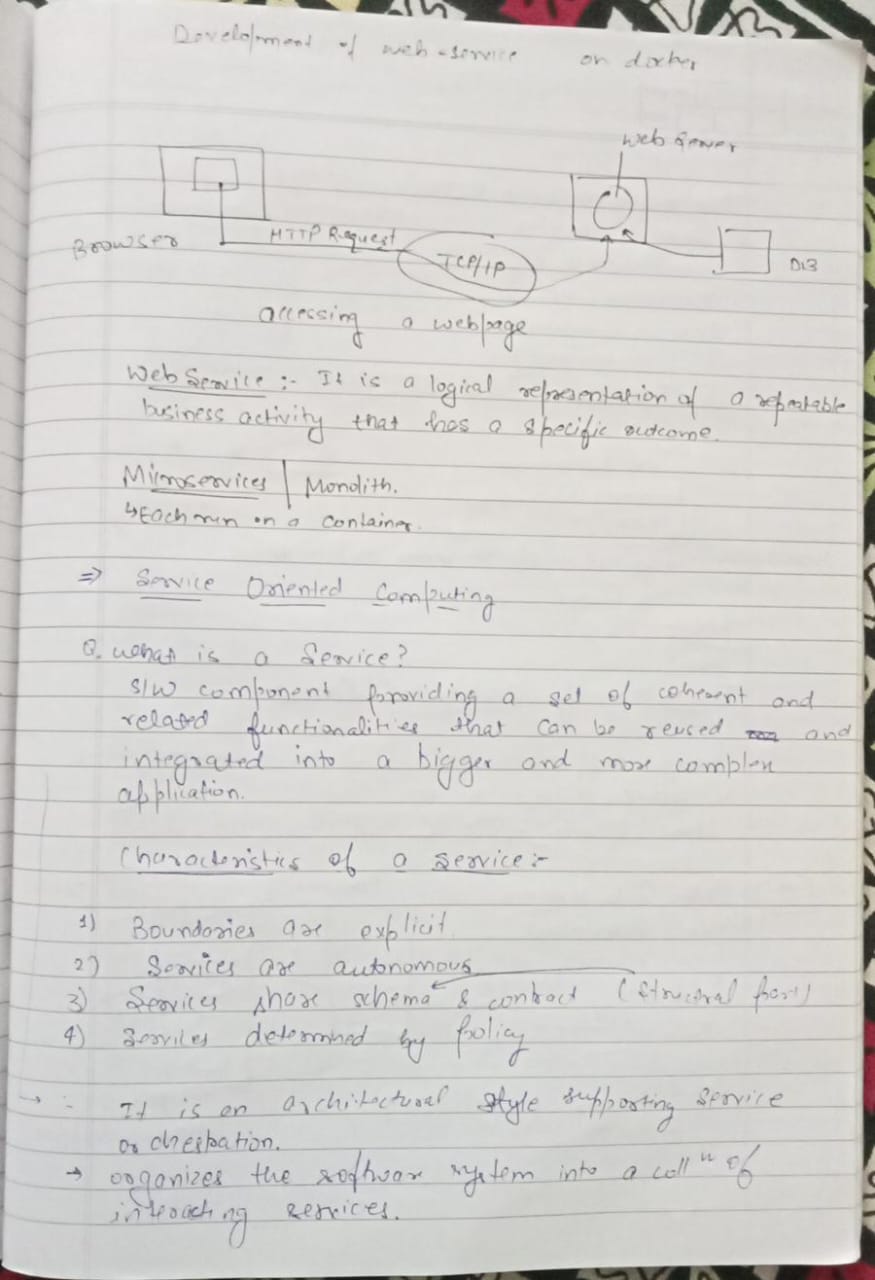 Development of web-service on docker
Web Server
Browser
HTTP Request
TCP/IP
DB
accessing a webpage
Web Service :- It is a logical representation of a repeatable
business activity that has a specific outcome.
Microservices | Monolith.
↳ Each run on a container.
⇒ Service Oriented Computing
Q. What is a Service?
S/W component providing a set of coherent and
related functionalities that can be reused and
integrated into a bigger and more complex
application.
Characteristics of a service :-
1) Boundaries are explicit
2) Services are autonomous
3) Services share schema & contract (Structural part)
4) Services determined by policy
→ :- It is an architectural style supporting service
orchestration.
→ organizes the software system into a collⁿ of
interacting services.